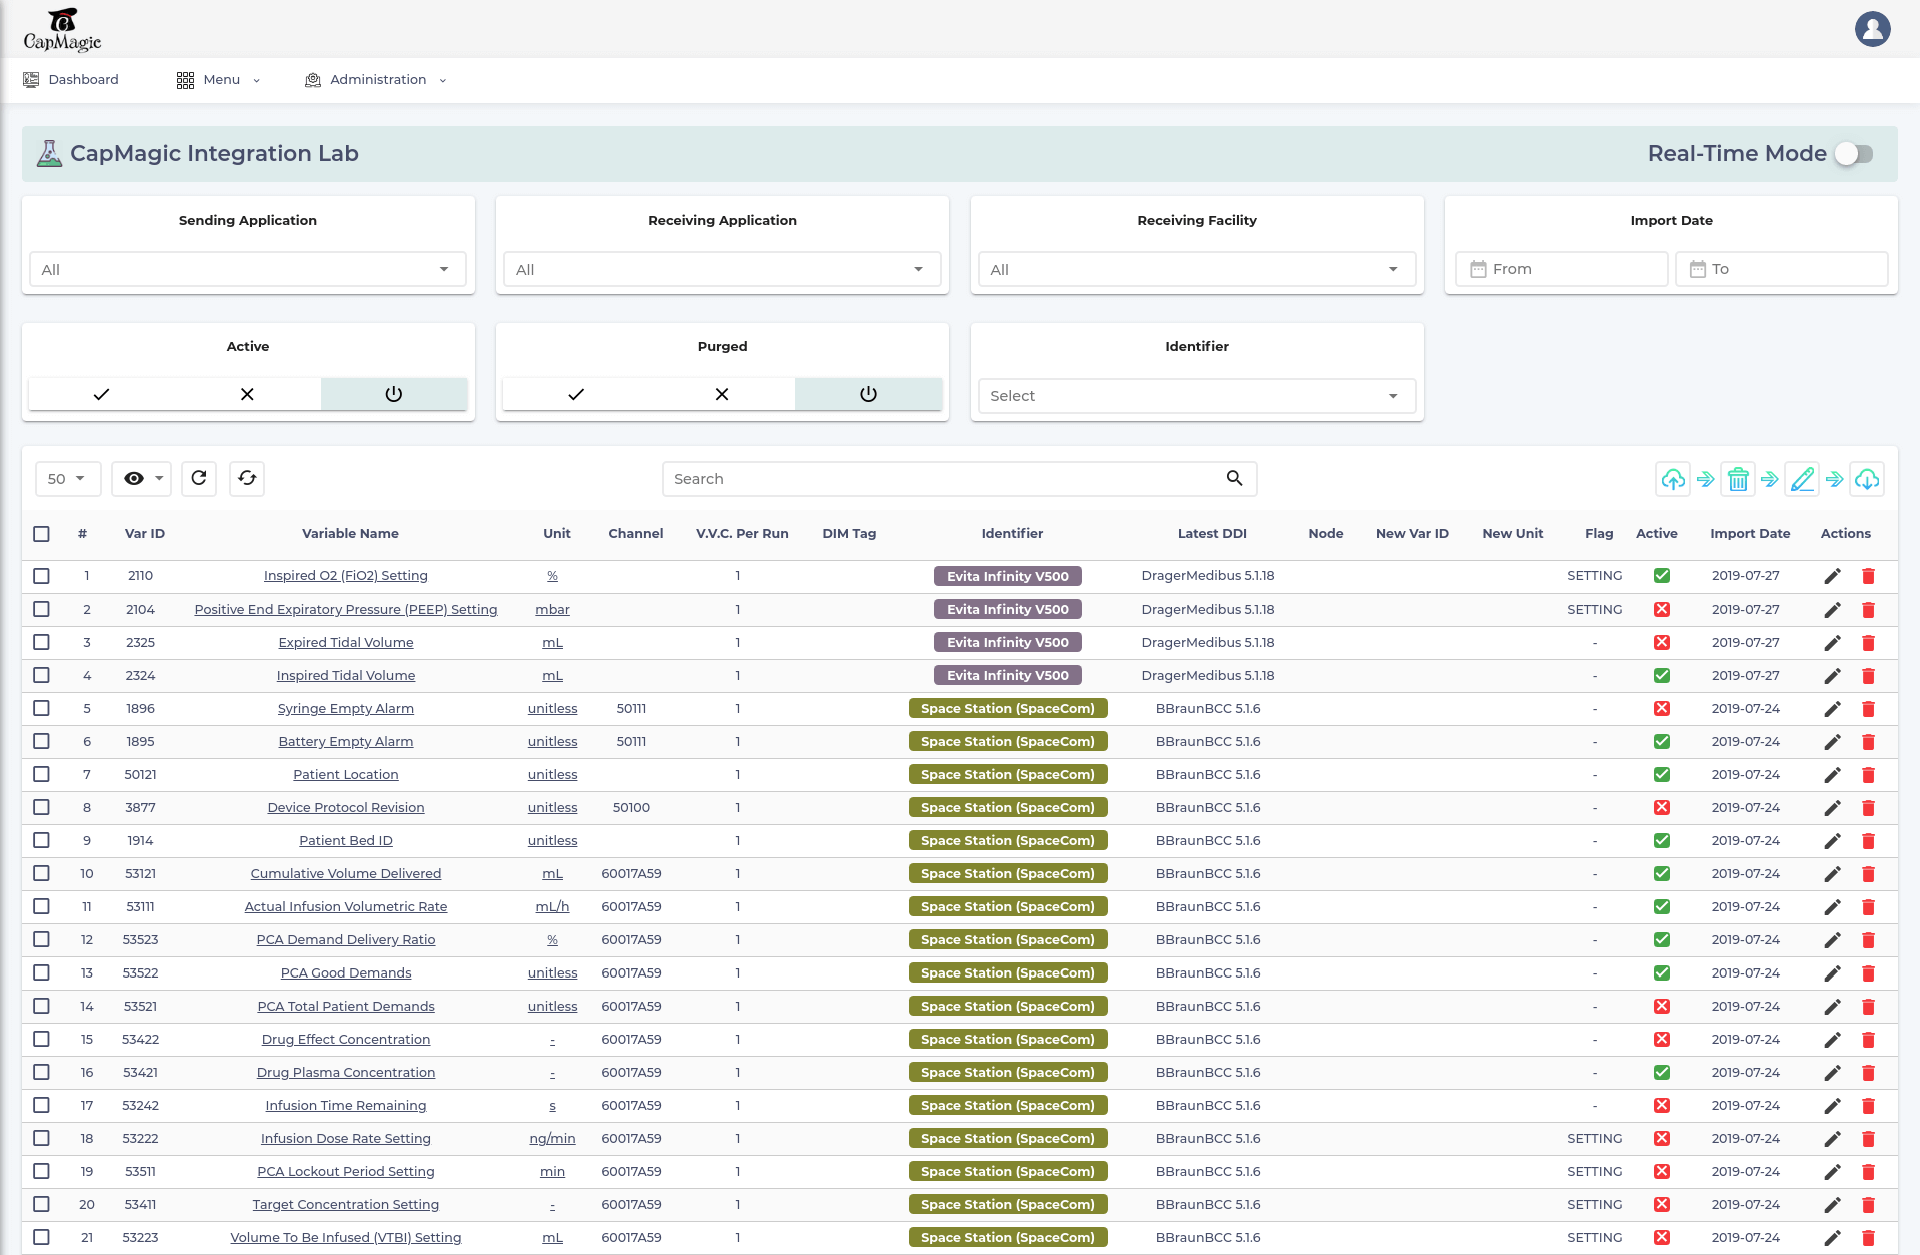 CapMagic
Dashboard Menu Administration
CapMagic Integration Lab Real-Time Mode
Sending Application Receiving Application Receiving Facility Import Date
All All All From To
Active Purged Identifier
Select
50 Search
# Var ID Variable Name Unit Channel V.V.C. Per Run DIM Tag Identifier Latest DDI Node New Var ID New Unit Flag Active Import Date Actions
1 2110 Inspired O2 (FiO2) Setting % 1 Evita Infinity V500 DragerMedibus 5.1.18 SETTING 2019-07-27
2 2104 Positive End Expiratory Pressure (PEEP) Setting mbar 1 Evita Infinity V500 DragerMedibus 5.1.18 SETTING 2019-07-27
3 2325 Expired Tidal Volume mL 1 Evita Infinity V500 DragerMedibus 5.1.18 - 2019-07-27
4 2324 Inspired Tidal Volume mL 1 Evita Infinity V500 DragerMedibus 5.1.18 - 2019-07-27
5 1896 Syringe Empty Alarm unitless 50111 1 Space Station (SpaceCom) BBraunBCC 5.1.6 - 2019-07-24
6 1895 Battery Empty Alarm unitless 50111 1 Space Station (SpaceCom) BBraunBCC 5.1.6 - 2019-07-24
7 50121 Patient Location unitless 1 Space Station (SpaceCom) BBraunBCC 5.1.6 - 2019-07-24
8 3877 Device Protocol Revision unitless 50100 1 Space Station (SpaceCom) BBraunBCC 5.1.6 - 2019-07-24
9 1914 Patient Bed ID unitless 1 Space Station (SpaceCom) BBraunBCC 5.1.6 - 2019-07-24
10 53121 Cumulative Volume Delivered mL 60017A59 1 Space Station (SpaceCom) BBraunBCC 5.1.6 - 2019-07-24
11 53111 Actual Infusion Volumetric Rate mL/h 60017A59 1 Space Station (SpaceCom) BBraunBCC 5.1.6 - 2019-07-24
12 53523 PCA Demand Delivery Ratio % 60017A59 1 Space Station (SpaceCom) BBraunBCC 5.1.6 - 2019-07-24
13 53522 PCA Good Demands unitless 60017A59 1 Space Station (SpaceCom) BBraunBCC 5.1.6 - 2019-07-24
14 53521 PCA Total Patient Demands unitless 60017A59 1 Space Station (SpaceCom) BBraunBCC 5.1.6 - 2019-07-24
15 53422 Drug Effect Concentration - 60017A59 1 Space Station (SpaceCom) BBraunBCC 5.1.6 - 2019-07-24
16 53421 Drug Plasma Concentration - 60017A59 1 Space Station (SpaceCom) BBraunBCC 5.1.6 - 2019-07-24
17 53242 Infusion Time Remaining s 60017A59 1 Space Station (SpaceCom) BBraunBCC 5.1.6 - 2019-07-24
18 53222 Infusion Dose Rate Setting ng/min 60017A59 1 Space Station (SpaceCom) BBraunBCC 5.1.6 SETTING 2019-07-24
19 53511 PCA Lockout Period Setting min 60017A59 1 Space Station (SpaceCom) BBraunBCC 5.1.6 SETTING 2019-07-24
20 53411 Target Concentration Setting - 60017A59 1 Space Station (SpaceCom) BBraunBCC 5.1.6 SETTING 2019-07-24
21 53223 Volume To Be Infused (VTBI) Setting mL 60017A59 1 Space Station (SpaceCom) BBraunBCC 5.1.6 SETTING 2019-07-24